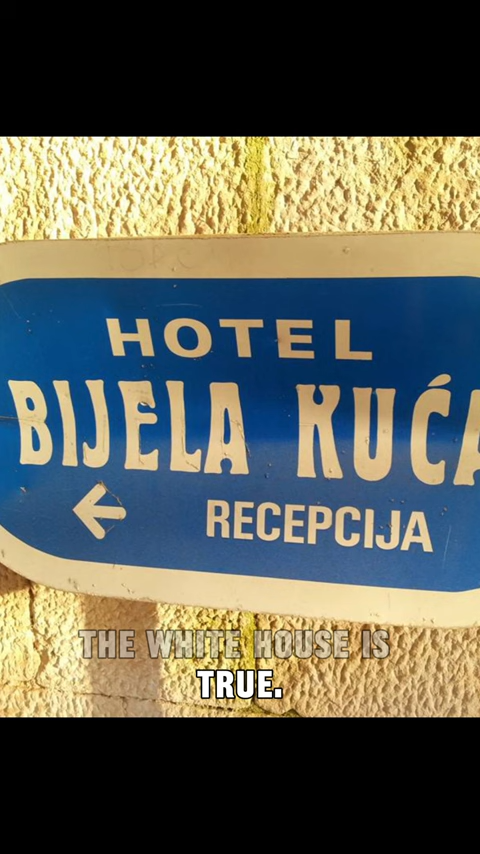 HOTEL
BIJELA KUĆA
RECEPCIJA
THE WHITE HOUSE IS
TRUE.